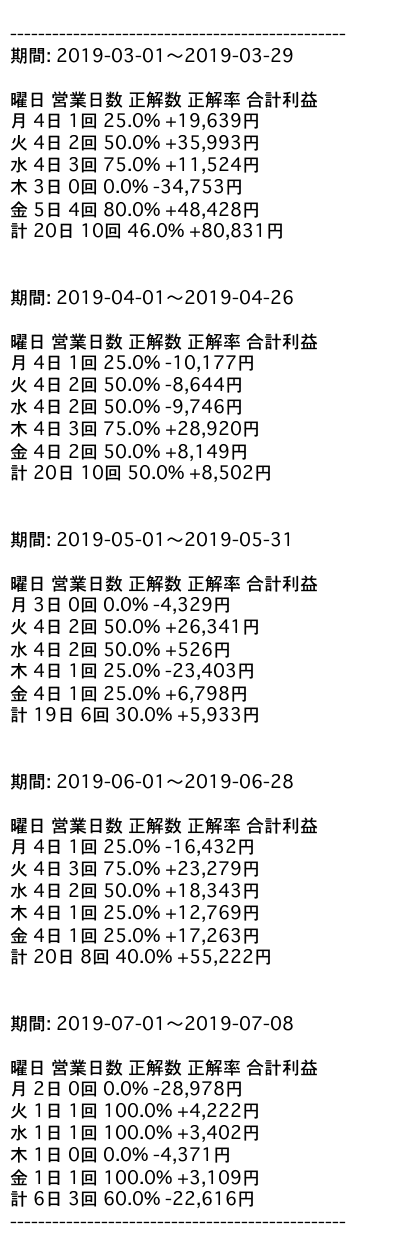 ------------------------------------------------
期間: 2019-03-01〜2019-03-29
曜日 営業日数 正解数 正解率 合計利益
月 4日 1回 25.0% +19,639円
火 4日 2回 50.0% +35,993円
水 4日 3回 75.0% +11,524円
木 3日 0回 0.0% -34,753円
金 5日 4回 80.0% +48,428円
計 20日 10回 46.0% +80,831円
期間: 2019-04-01〜2019-04-26
曜日 営業日数 正解数 正解率 合計利益
月 4日 1回 25.0% -10,177円
火 4日 2回 50.0% -8,644円
水 4日 2回 50.0% -9,746円
木 4日 3回 75.0% +28,920円
金 4日 2回 50.0% +8,149円
計 20日 10回 50.0% +8,502円
期間: 2019-05-01〜2019-05-31
曜日 営業日数 正解数 正解率 合計利益
月 3日 0回 0.0% -4,329円
火 4日 2回 50.0% +26,341円
水 4日 2回 50.0% +526円
木 4日 1回 25.0% -23,403円
金 4日 1回 25.0% +6,798円
計 19日 6回 30.0% +5,933円
期間: 2019-06-01〜2019-06-28
曜日 営業日数 正解数 正解率 合計利益
月 4日 1回 25.0% -16,432円
火 4日 3回 75.0% +23,279円
水 4日 2回 50.0% +18,343円
木 4日 1回 25.0% +12,769円
金 4日 1回 25.0% +17,263円
計 20日 8回 40.0% +55,222円
期間: 2019-07-01〜2019-07-08
曜日 営業日数 正解数 正解率 合計利益
月 2日 0回 0.0% -28,978円
火 1日 1回 100.0% +4,222円
水 1日 1回 100.0% +3,402円
木 1日 0回 0.0% -4,371円
金 1日 1回 100.0% +3,109円
計 6日 3回 60.0% -22,616円
------------------------------------------------